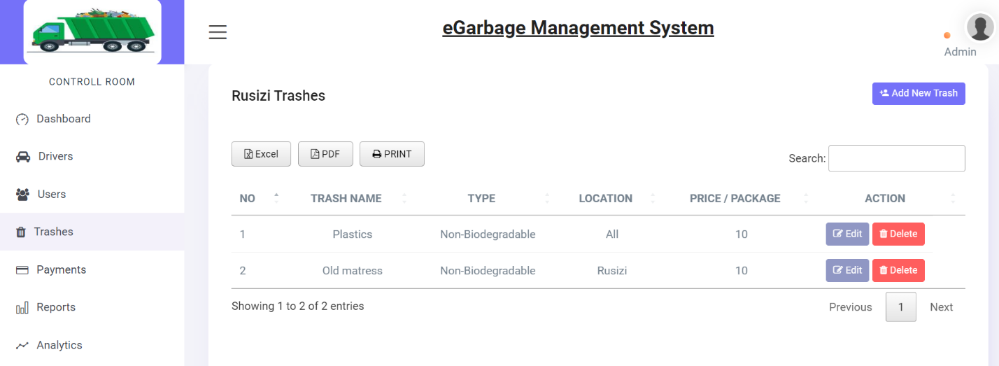 eGarbage Management System
Admin
CONTROLL ROOM
Dashboard
Drivers
Users
Trashes
Payments
Reports
Analytics
Rusizi Trashes
Add New Trash
Excel PDF PRINT
Search:
NO TRASH NAME TYPE LOCATION PRICE / PACKAGE ACTION
1 Plastics Non-Biodegradable All 10 Edit Delete
2 Old matress Non-Biodegradable Rusizi 10 Edit Delete
Showing 1 to 2 of 2 entries
Previous 1 Next